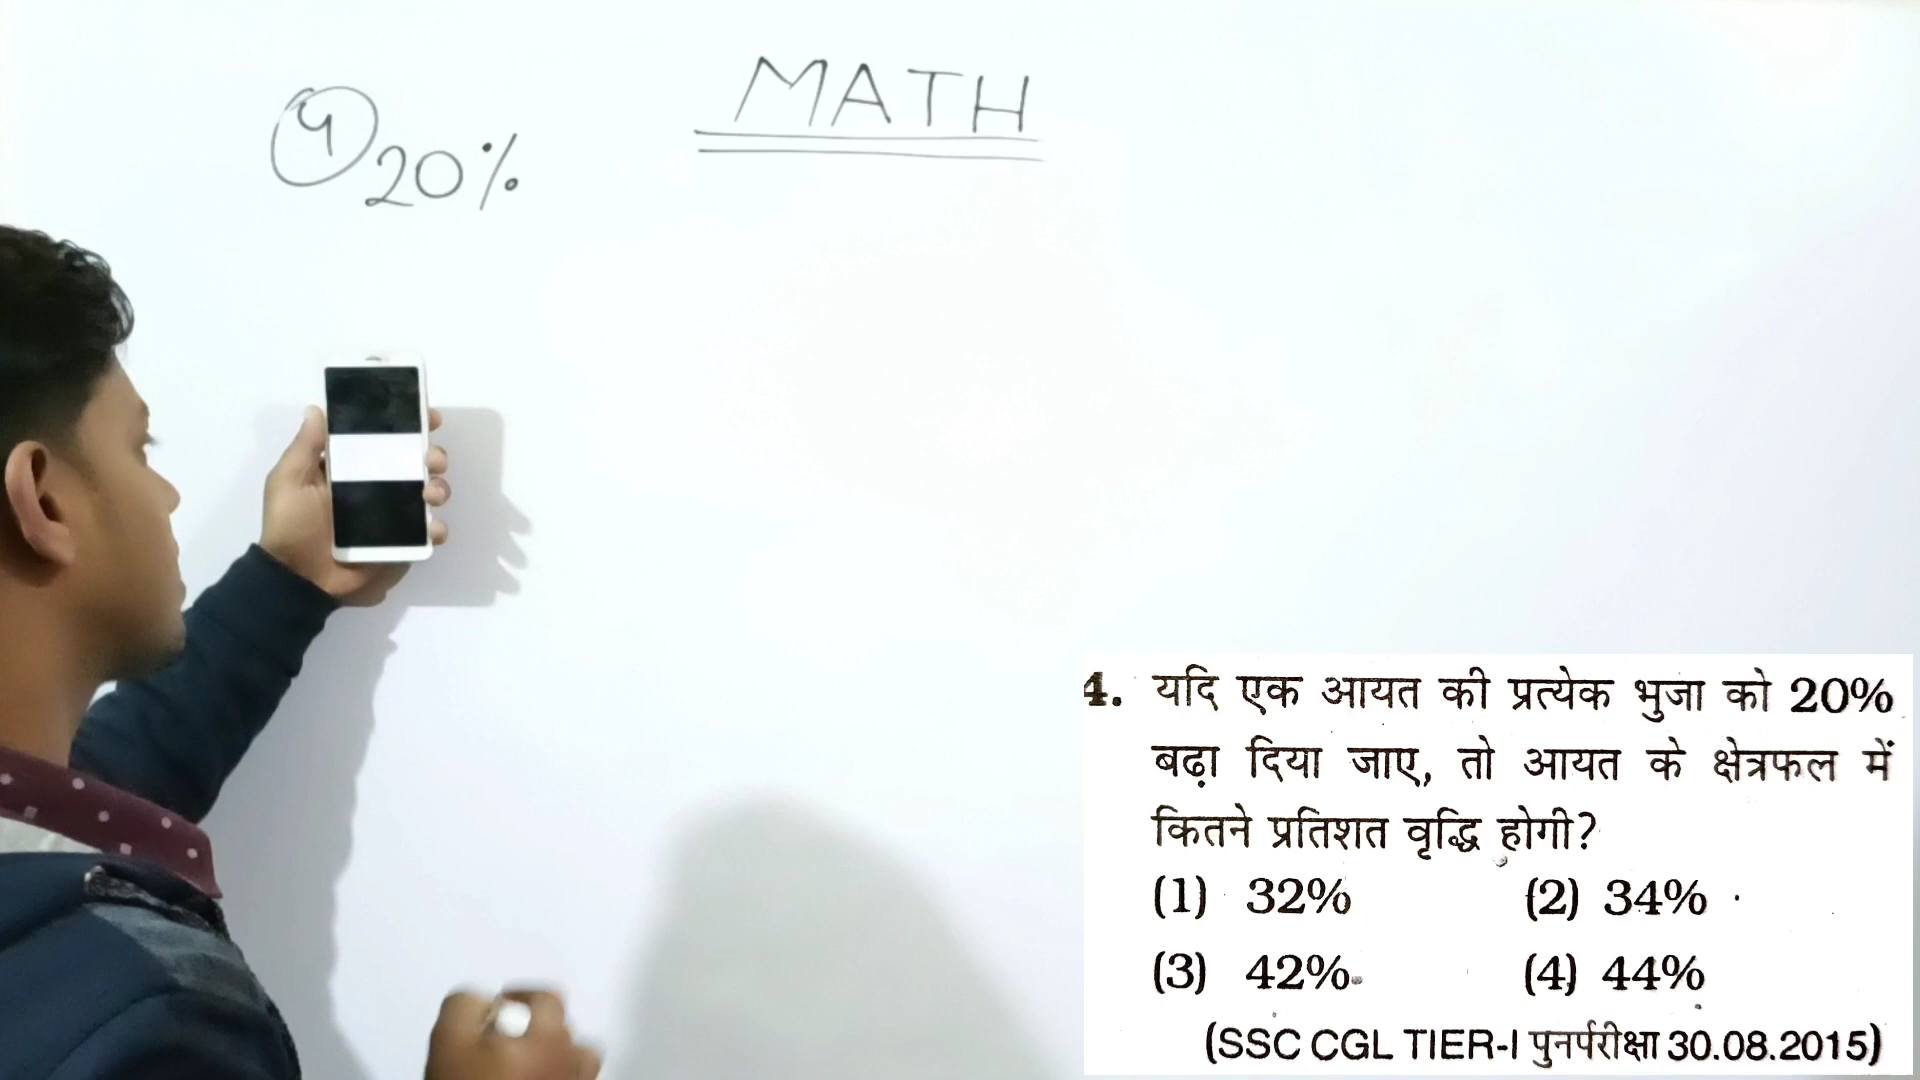 MATH
4 20%
4. यदि एक आयत की प्रत्येक भुजा को 20%
बढ़ा दिया जाए, तो आयत के क्षेत्रफल में
कितने प्रतिशत वृद्धि होगी?
(1) 32% (2) 34%
(3) 42% (4) 44%
(SSC CGL TIER-I पुनर्परीक्षा 30.08.2015)